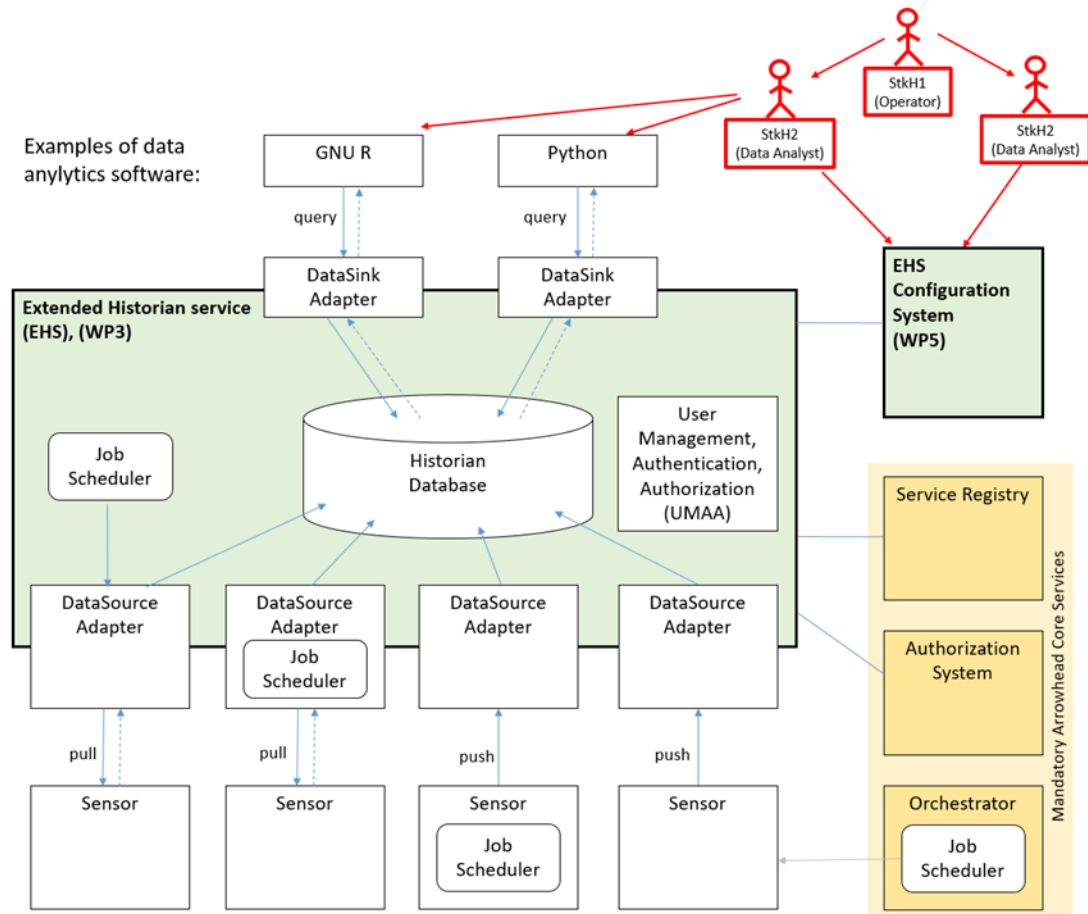 StkH1
(Operator)
StkH2
(Data Analyst)
StkH2
(Data Analyst)
Examples of data
anylytics software:
GNU R
Python
query
query
DataSink
Adapter
DataSink
Adapter
EHS
Configuration
System
(WP5)
Extended Historian service
(EHS), (WP3)
Job
Scheduler
Historian
Database
User
Management,
Authentication,
Authorization
(UMAA)
Service Registry
Authorization
System
Orchestrator
Job
Scheduler
Mandatory Arrowhead Core Services
DataSource
Adapter
DataSource
Adapter
Job
Scheduler
DataSource
Adapter
DataSource
Adapter
pull
pull
push
push
Sensor
Sensor
Sensor
Job
Scheduler
Sensor